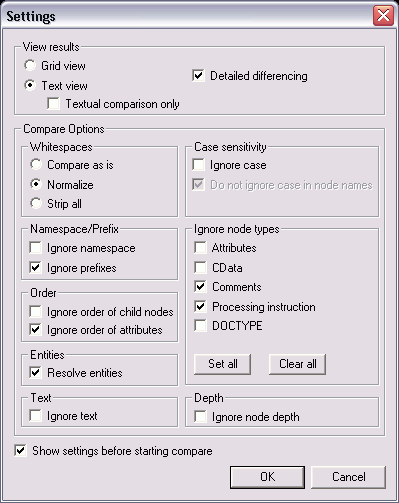 Settings
View results
Grid view
Text view
Textual comparison only
Detailed differencing
Compare Options
Whitespaces
Compare as is
Normalize
Strip all
Case sensitivity
Ignore case
Do not ignore case in node names
Namespace/Prefix
Ignore namespace
Ignore prefixes
Ignore node types
Attributes
CData
Comments
Processing instruction
DOCTYPE
Set all
Clear all
Order
Ignore order of child nodes
Ignore order of attributes
Entities
Resolve entities
Text
Ignore text
Depth
Ignore node depth
Show settings before starting compare
OK
Cancel